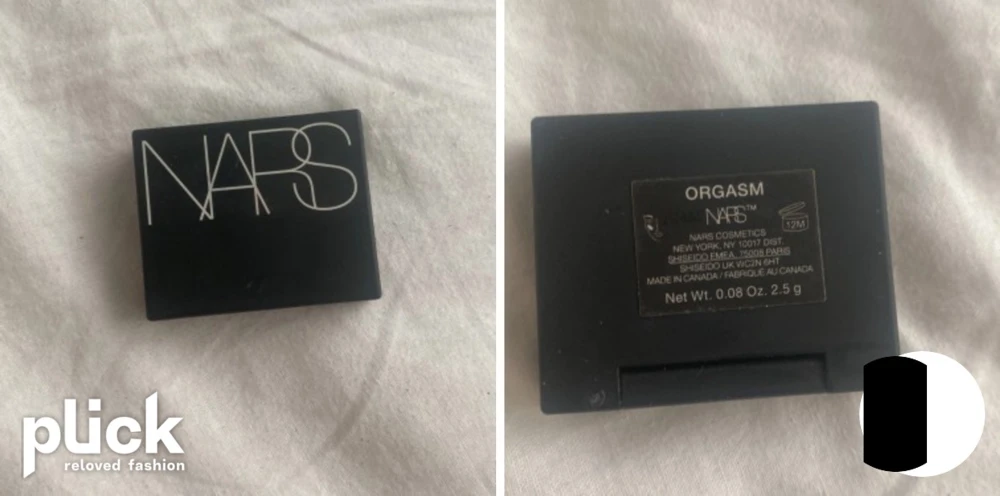 NARS
plick
reloved fashion
ORGASM
NARS™
12M
NARS COSMETICS
NEW YORK, NY 10017 DIST.
SHISEIDO EMEA, 75008 PARIS
SHISEIDO UK WC2N 6HT
MADE IN CANADA / FABRIQUÉ AU CANADA
Net Wt. 0.08 Oz. 2.5 g